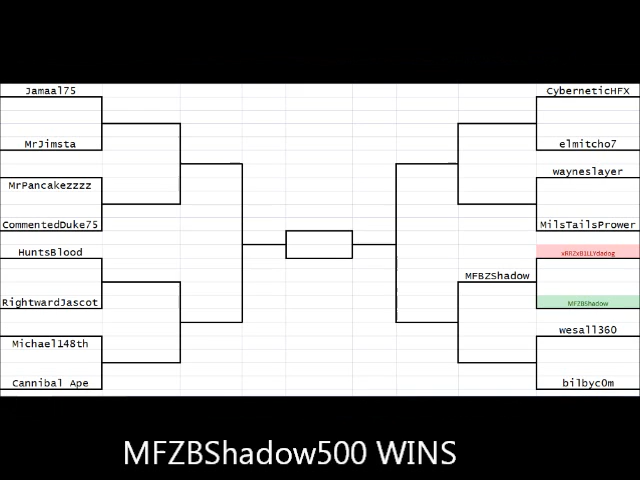 Jamaal75
CyberneticHFX
MrJimsta
elmitcho7
wayneslayer
MrPancakezzzz
CommentedDuke75
MilsTailsPrower
HuntsBlood
MFBZShadow
RightwardJascot
MFZBShadow
wesall360
Michael148th
Cannibal Ape
bilbyc0m
MFZBShadow500 WINS